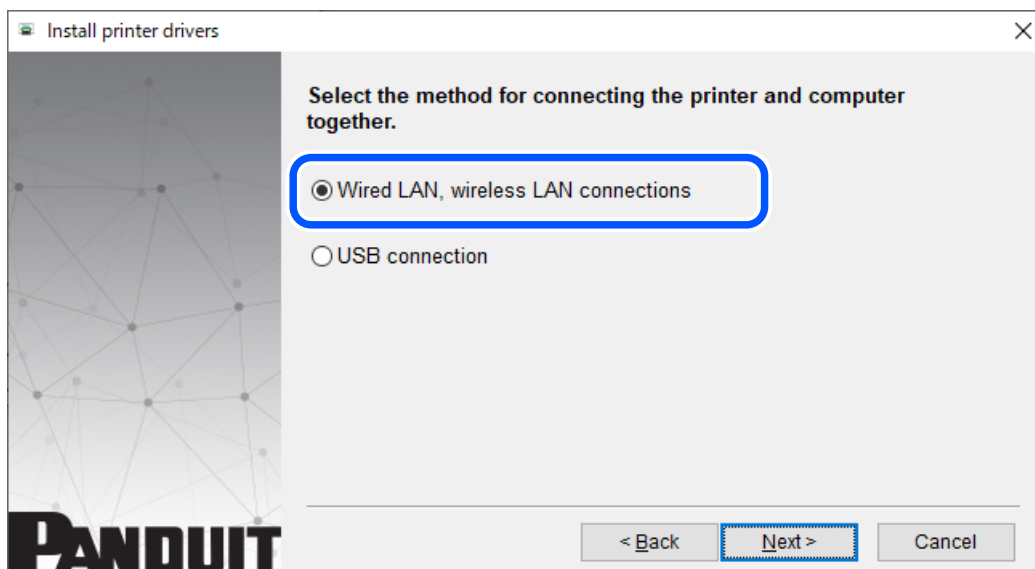 Install printer drivers
Select the method for connecting the printer and computer
together.
Wired LAN, wireless LAN connections
USB connection
PANDUIT
< Back
Next >
Cancel